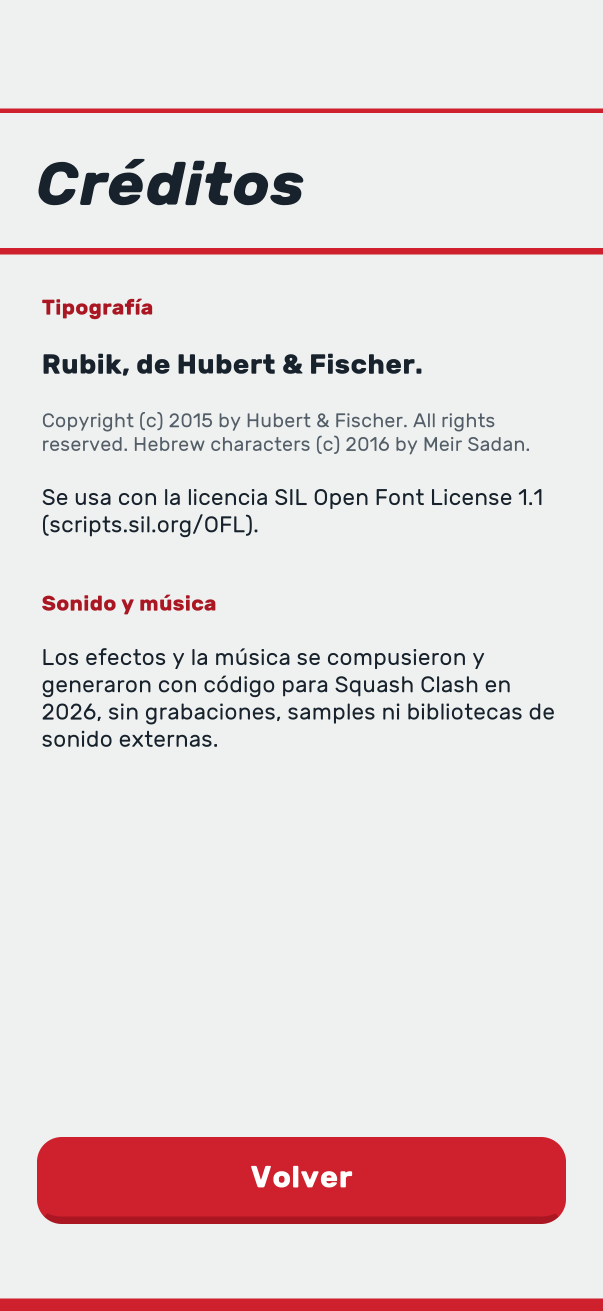 Créditos
Tipografía
Rubik, de Hubert & Fischer.
Copyright (c) 2015 by Hubert & Fischer. All rights
reserved. Hebrew characters (c) 2016 by Meir Sadan.
Se usa con la licencia SIL Open Font License 1.1
(scripts.sil.org/OFL).
Sonido y música
Los efectos y la música se compusieron y
generaron con código para Squash Clash en
2026, sin grabaciones, samples ni bibliotecas de
sonido externas.
Volver